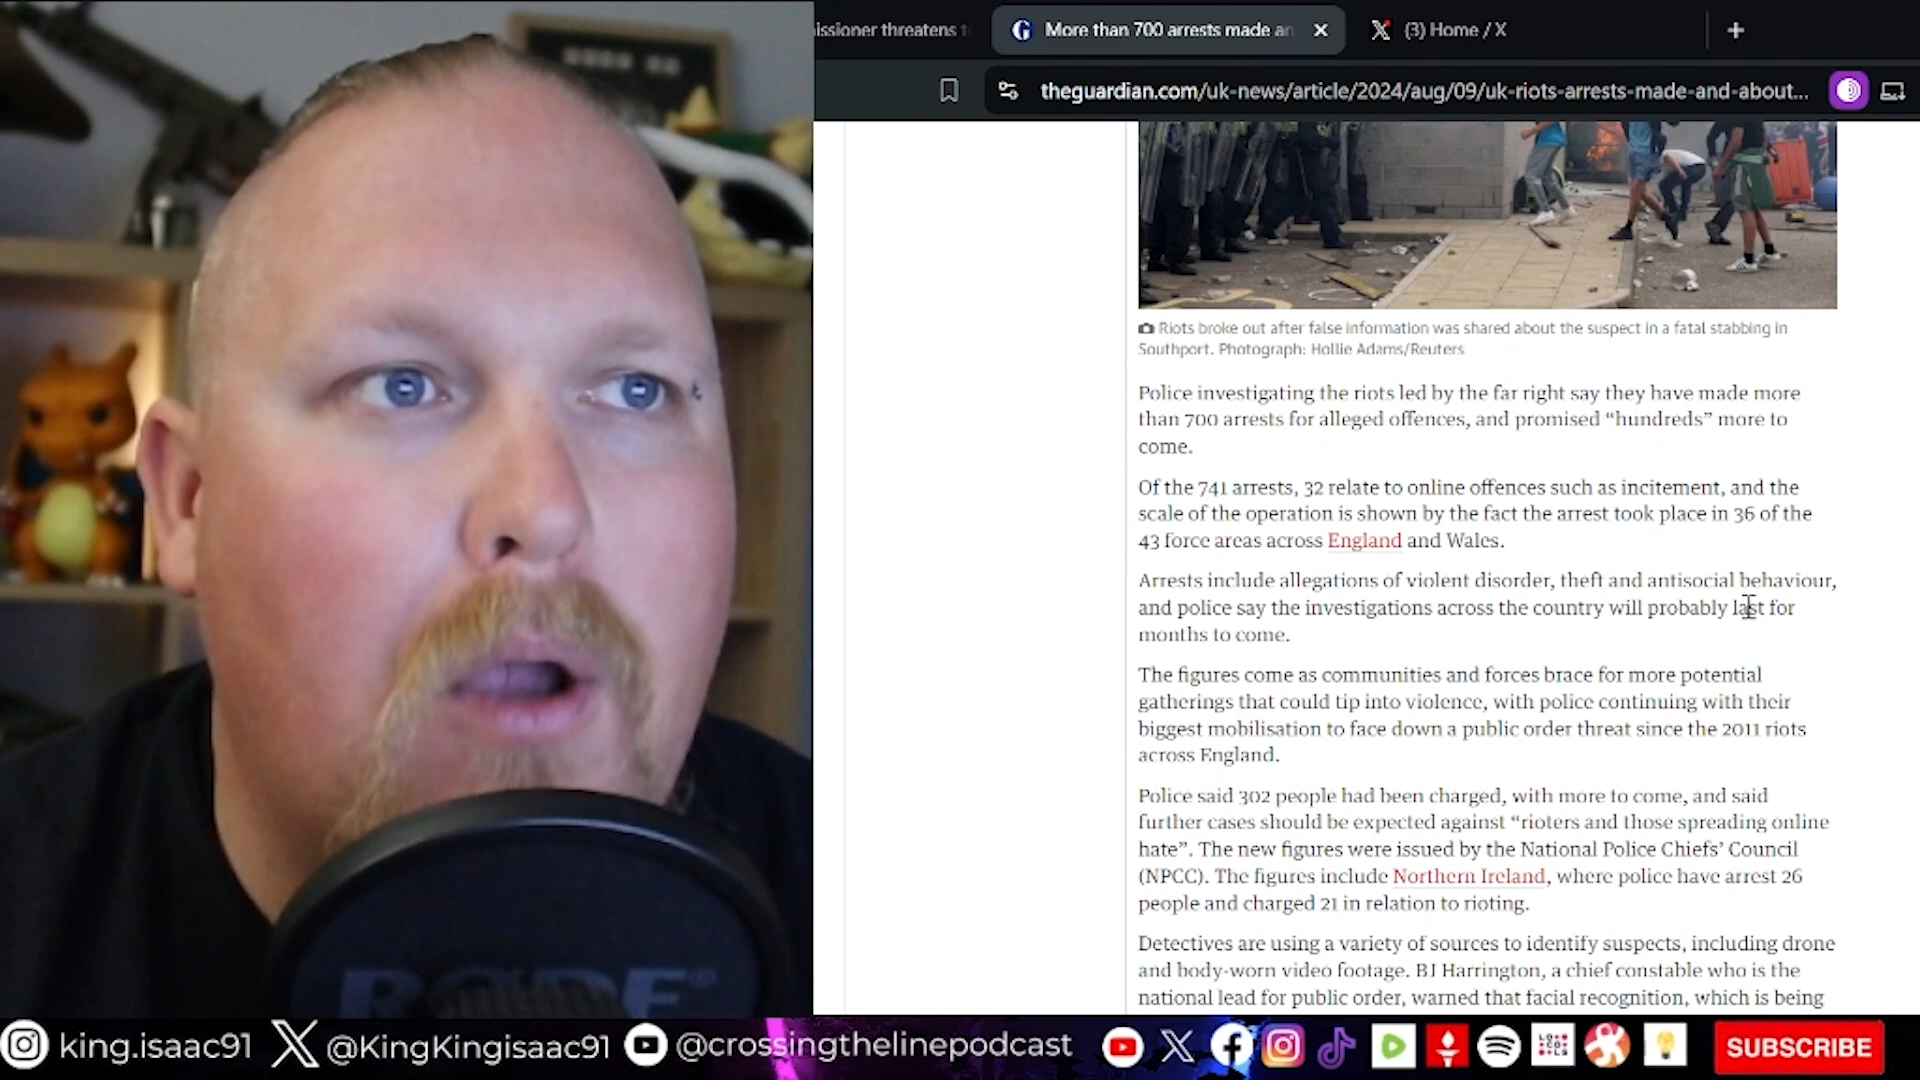 issioner threatens t
More than 700 arrests made an
(3) Home / X
theguardian.com/uk-news/article/2024/aug/09/uk-riots-arrests-made-and-about...
Riots broke out after false information was shared about the suspect in a fatal stabbing in
Southport. Photograph: Hollie Adams/Reuters
Police investigating the riots led by the far right say they have made more
than 700 arrests for alleged offences, and promised “hundreds” more to
come.
Of the 741 arrests, 32 relate to online offences such as incitement, and the
scale of the operation is shown by the fact the arrest took place in 36 of the
43 force areas across England and Wales.
Arrests include allegations of violent disorder, theft and antisocial behaviour,
and police say the investigations across the country will probably last for
months to come.
The figures come as communities and forces brace for more potential
gatherings that could tip into violence, with police continuing with their
biggest mobilisation to face down a public order threat since the 2011 riots
across England.
Police said 302 people had been charged, with more to come, and said
further cases should be expected against “rioters and those spreading online
hate”. The new figures were issued by the National Police Chiefs’ Council
(NPCC). The figures include Northern Ireland, where police have arrest 26
people and charged 21 in relation to rioting.
Detectives are using a variety of sources to identify suspects, including drone
and body-worn video footage. BJ Harrington, a chief constable who is the
national lead for public order, warned that facial recognition, which is being
RODE
king.isaac91
@KingKingisaac91
@crossingthelinepodcast
LOCALS
SUBSCRIBE